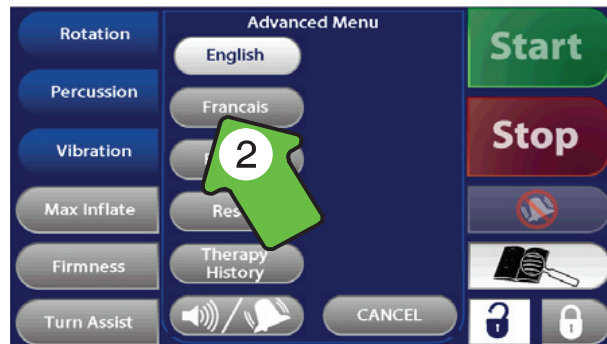 Advanced Menu
Rotation
Percussion
Vibration
Max Inflate
Firmness
Turn Assist
English
Francais
2
Therapy
History
CANCEL
Start
Stop